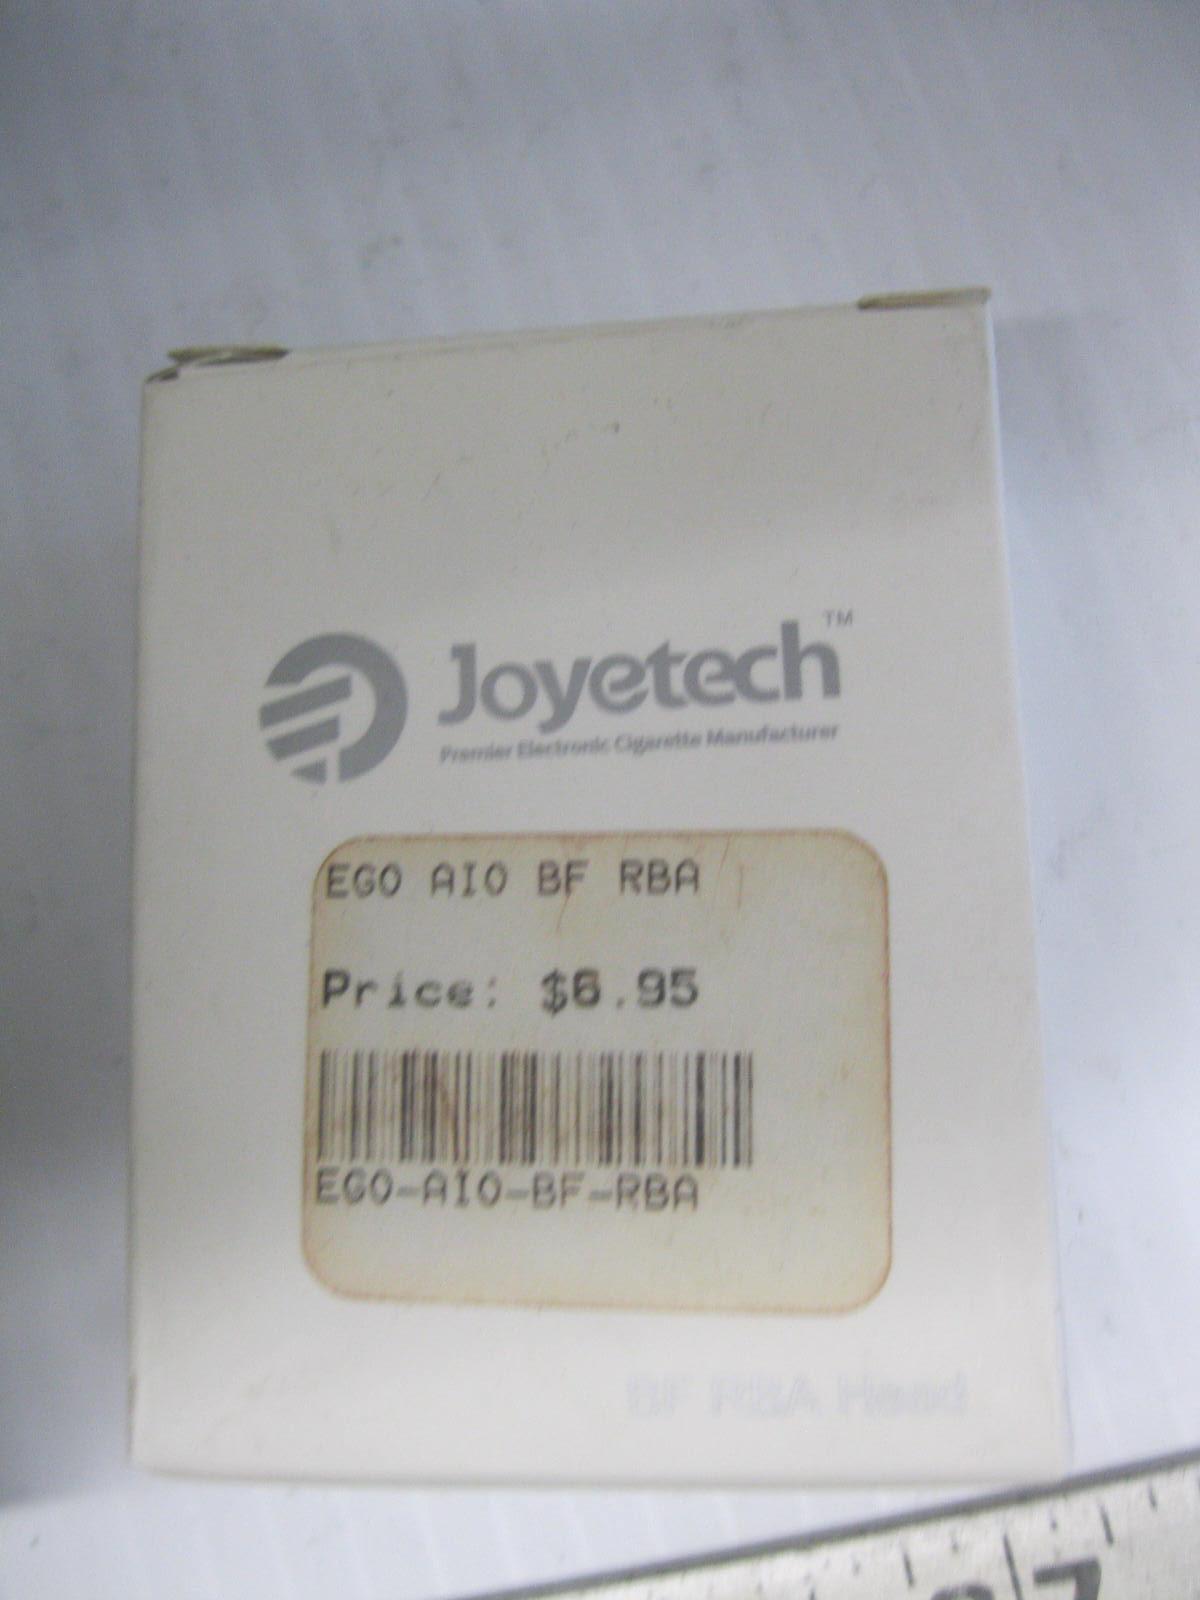 Joyetech™
Premier Electronic Cigarette Manufacturer
EGO AIO BF RBA
Price: $6.95
EGO-AIO-BF-RBA
BF RBA Head
7